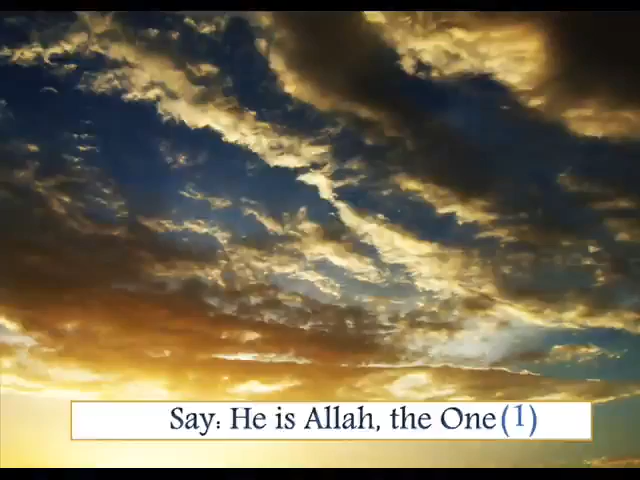 Say: He is Allah, the One(1)